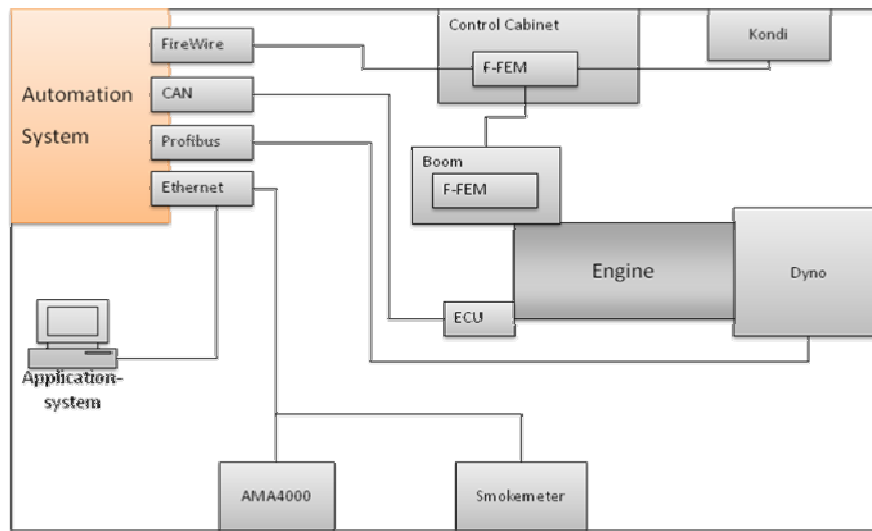 Automation
System
FireWire
CAN
Profibus
Ethernet
Control Cabinet
F-FEM
Kondi
Boom
F-FEM
Engine
Dyno
ECU
Application-
system
AMA4000
Smokemeter